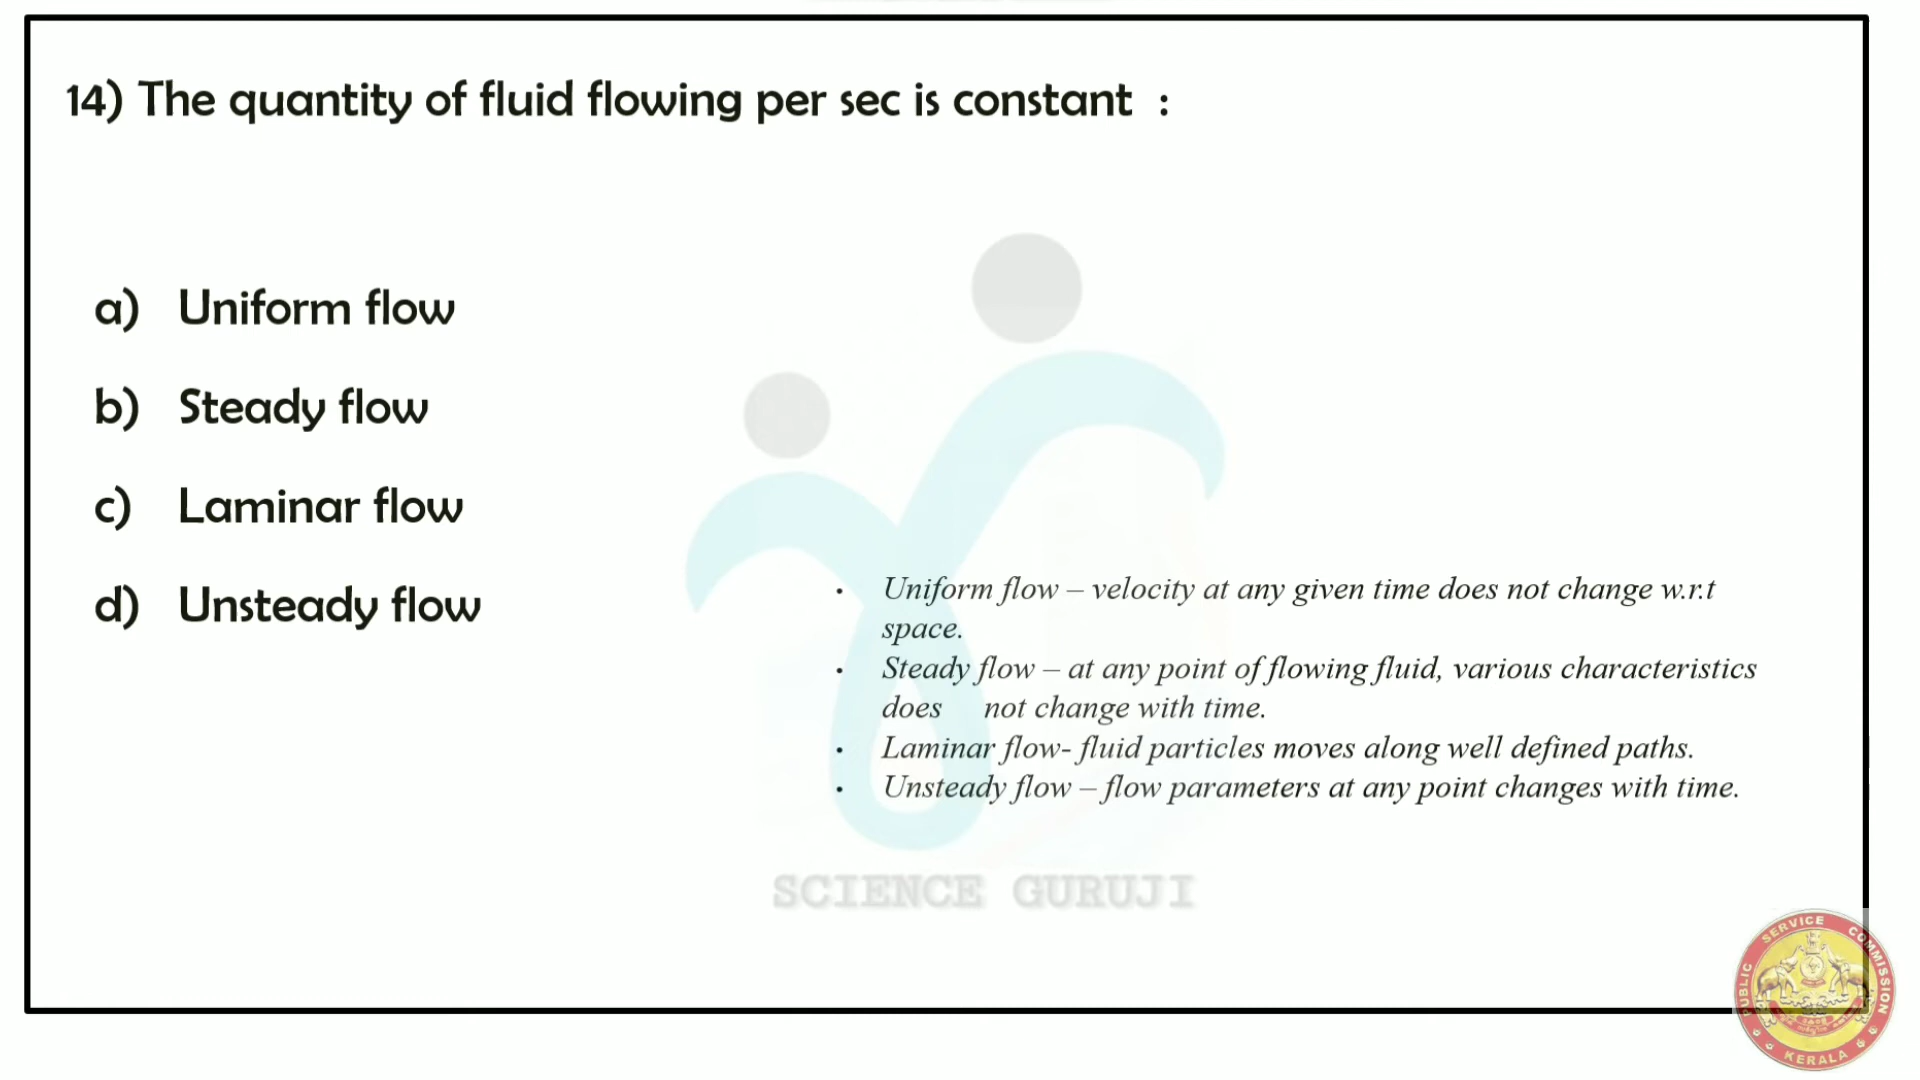 14) The quantity of fluid flowing per sec is constant :
a) Uniform flow
b) Steady flow
c) Laminar flow
d) Unsteady flow
• Uniform flow – velocity at any given time does not change w.r.t
space.
• Steady flow – at any point of flowing fluid, various characteristics
does not change with time.
• Laminar flow- fluid particles moves along well defined paths.
• Unsteady flow – flow parameters at any point changes with time.
SCIENCE GURUJI
PUBLIC SERVICE COMMISSION
KERALA